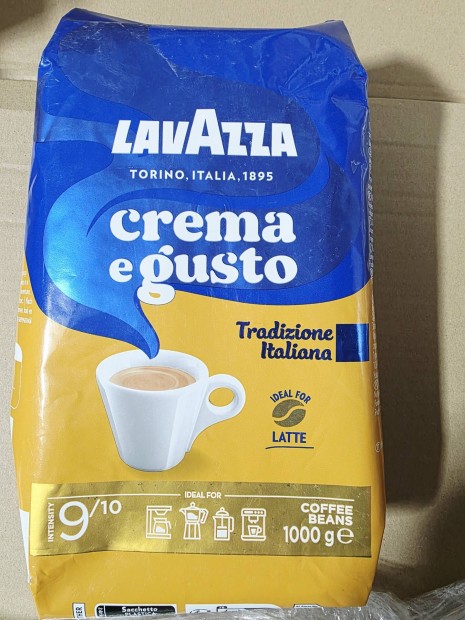 LAVAZZA
TORINO, ITALIA, 1895
crema
e gusto
Tradizione
Italiana
IDEAL FOR
LATTE
INTENSITY
9/10
IDEAL FOR
COFFEE
BEANS
1000 g ℮
Sacchetto
PLASTICA